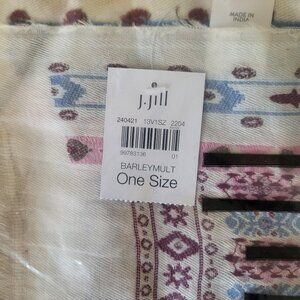 MADE IN
INDIA
J.Jill
240421 13V1SZ 2204
99783136 01
BARLEYMULT
One Size